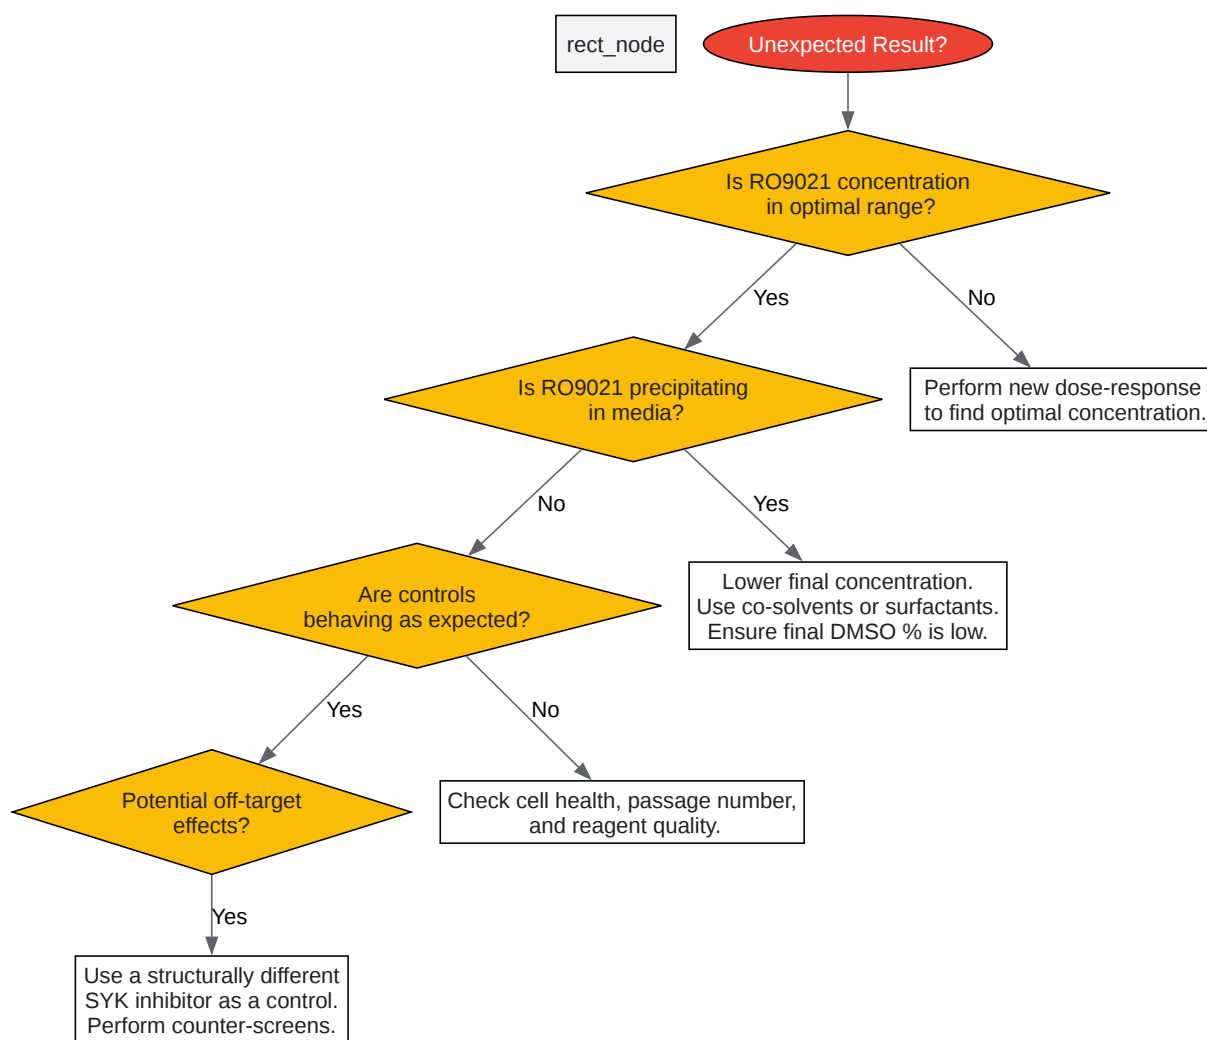 rect_node
Unexpected Result?
Is RO9021 concentration
in optimal range?
Yes
No
Is RO9021 precipitating
in media?
Perform new dose-response
to find optimal concentration.
No
Yes
Are controls
behaving as expected?
Lower final concentration.
Use co-solvents or surfactants.
Ensure final DMSO % is low.
Yes
No
Potential off-target
effects?
Check cell health, passage number,
and reagent quality.
Yes
Use a structurally different
SYK inhibitor as a control.
Perform counter-screens.